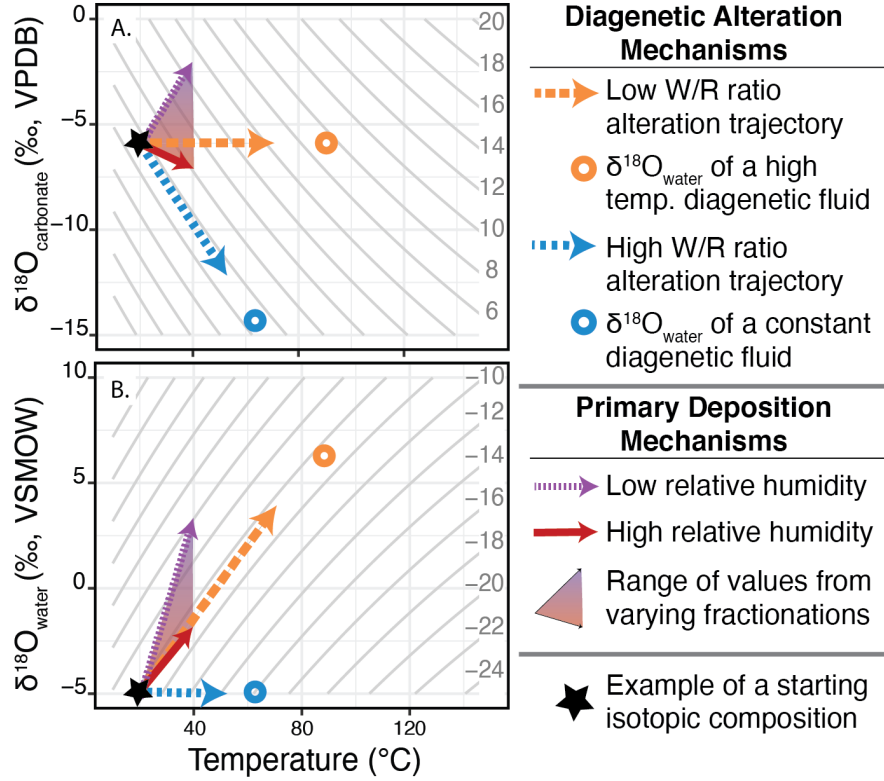 A.
δ¹⁸Ocarbonate (‰, VPDB)
0
−5
−10
−15
20
18
16
14
12
10
8
6
B.
δ¹⁸Owater (‰, VSMOW)
10
5
0
−5
−10
−12
−14
−16
−18
−20
−22
−24
40
80
120
Temperature (°C)
Diagenetic Alteration
Mechanisms
Low W/R ratio
alteration trajectory
δ¹⁸Owater of a high
temp. diagenetic fluid
High W/R ratio
alteration trajectory
δ¹⁸Owater of a constant
diagenetic fluid
Primary Deposition
Mechanisms
Low relative humidity
High relative humidity
Range of values from
varying fractionations
Example of a starting
isotopic composition